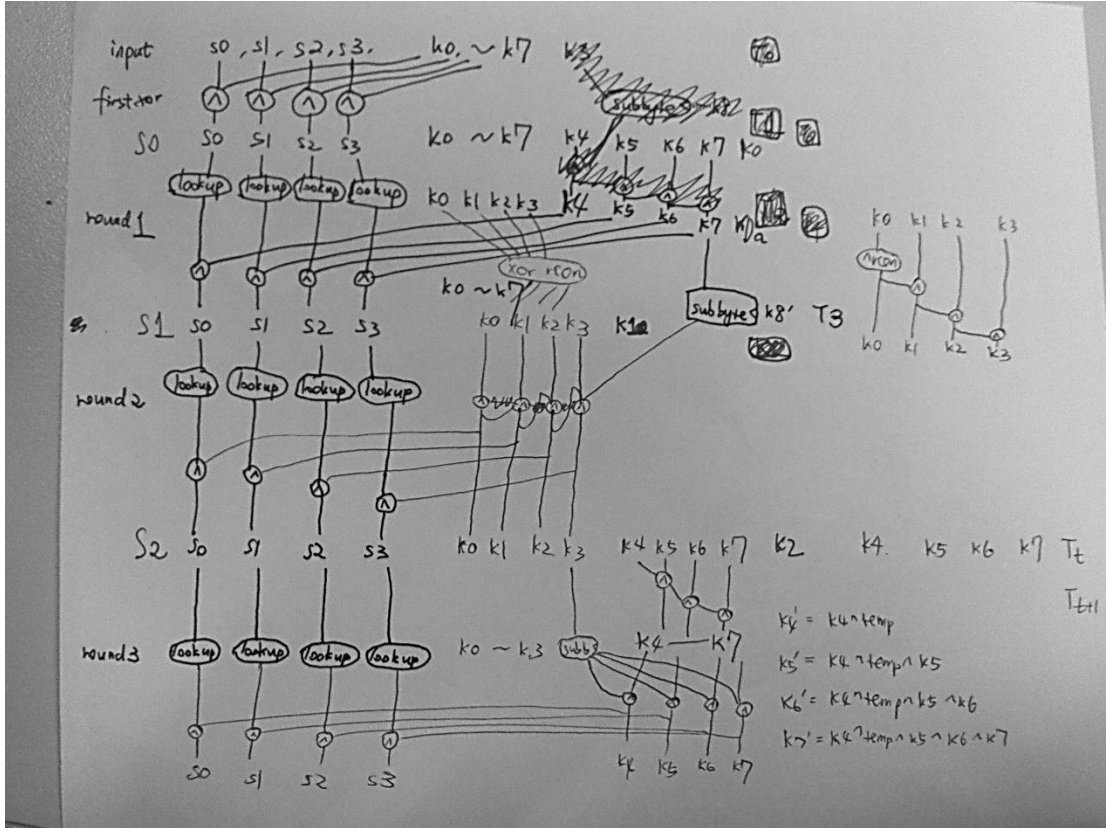 input s0, s1, s2, s3, k0, ~ k7
first xor ^ ^ ^ ^
subbytes k8
S0 s0 s1 s2 s3 k0 ~ k7 k4 k5 k6 k7 K0
lookup lookup lookup lookup
k0 k1 k2 k3 k4 k5 k6 k7
round 1
^ ^ ^ ^ xor rcon
k0 ~ k7
S1 s0 s1 s2 s3 k0 k1 k2 k3 subbytes k8' T3
k0 k1 k2 k3
^rcon ^ ^ ^
k0 k1 k2 k3
lookup lookup lookup lookup
round 2 ^ ^ ^ ^
^ ^ ^ ^
S2 s0 s1 s2 s3 k0 k1 k2 k3 k4 k5 k6 k7 K2 k4. k5 k6 k7 Tt
^ ^ ^ Tt+1
k4' = k4^temp
round 3 lookup lookup lookup lookup k0 ~ k3 k4 k7
k5' = k4^temp^k5
k6' = k4^temp^k5^k6
^ ^ ^ ^ ^ ^ ^ ^
k7' = k4^temp^k5^k6^k7
s0 s1 s2 s3 k4 k5 k6 k7